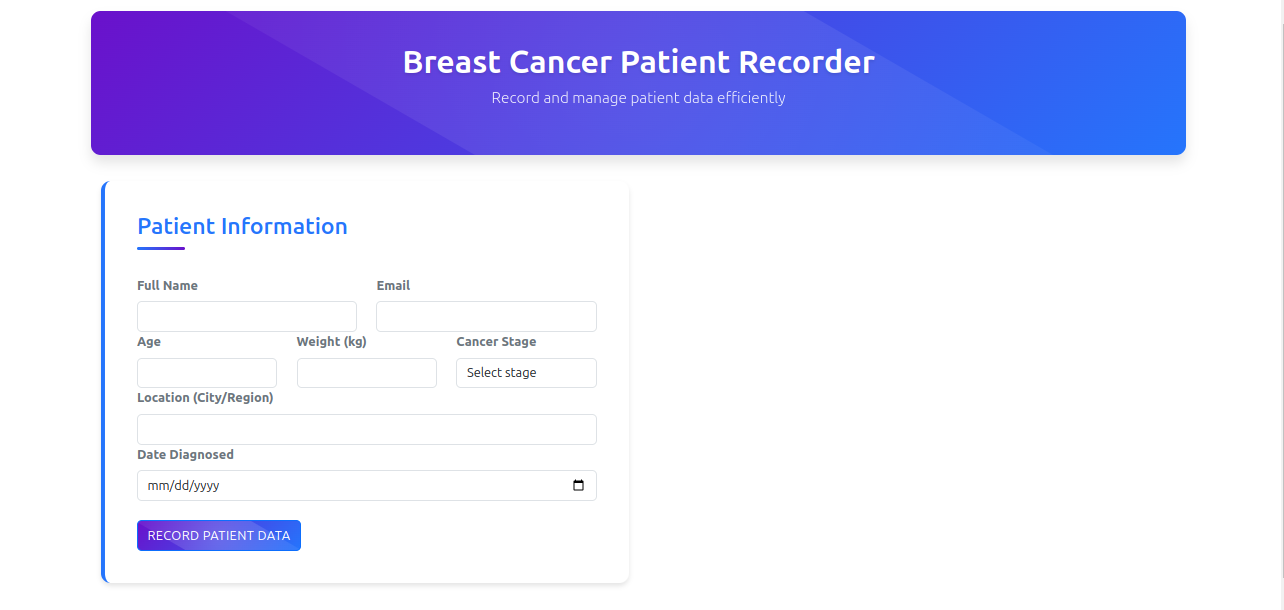 Breast Cancer Patient Recorder
Record and manage patient data efficiently
Patient Information
Full Name Email
Age Weight (kg) Cancer Stage
Select stage
Location (City/Region)
Date Diagnosed
mm/dd/yyyy
RECORD PATIENT DATA